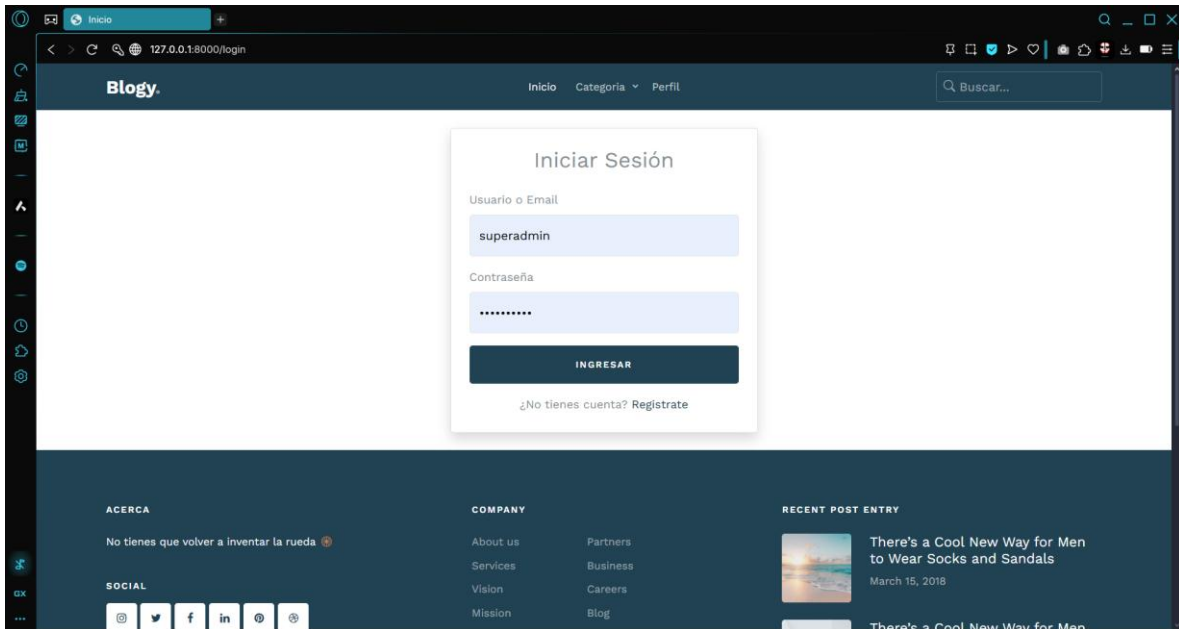 Inicio
127.0.0.1:8000/login
Blogy.
Inicio Categoria Perfil
Buscar...
Iniciar Sesión
Usuario o Email
superadmin
Contraseña
••••••••••
INGRESAR
¿No tienes cuenta? Registrate
ACERCA
No tienes que volver a inventar la rueda
SOCIAL
COMPANY
About us Partners
Services Business
Vision Careers
Mission Blog
RECENT POST ENTRY
There's a Cool New Way for Men
to Wear Socks and Sandals
March 15, 2018
There's a Cool New Way for Men
GX